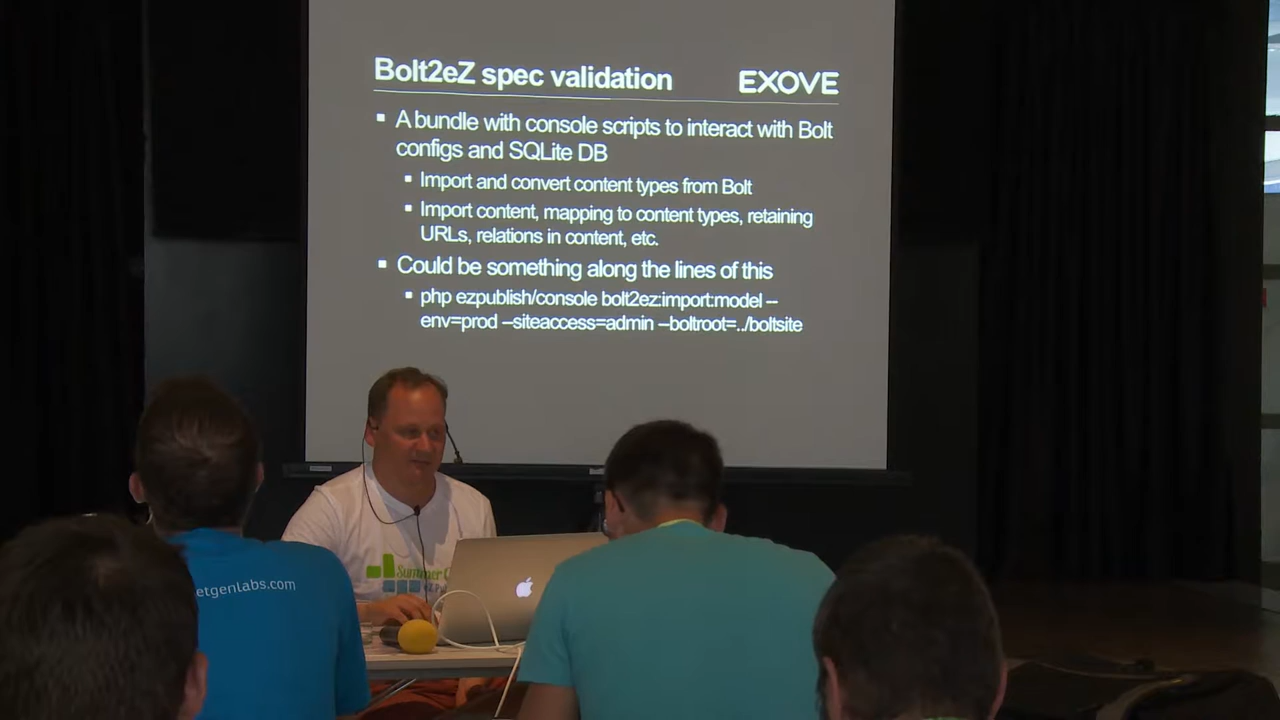 Bolt2eZ spec validation
EXOVE
A bundle with console scripts to interact with Bolt
configs and SQLite DB
Import and convert content types from Bolt
Import content, mapping to content types, retaining
URLs, relations in content, etc.
Could be something along the lines of this
php ezpublish/console bolt2ez:import:model –
env=prod –siteaccess=admin –boltroot=../boltsite
Summer
etgenlabs.com